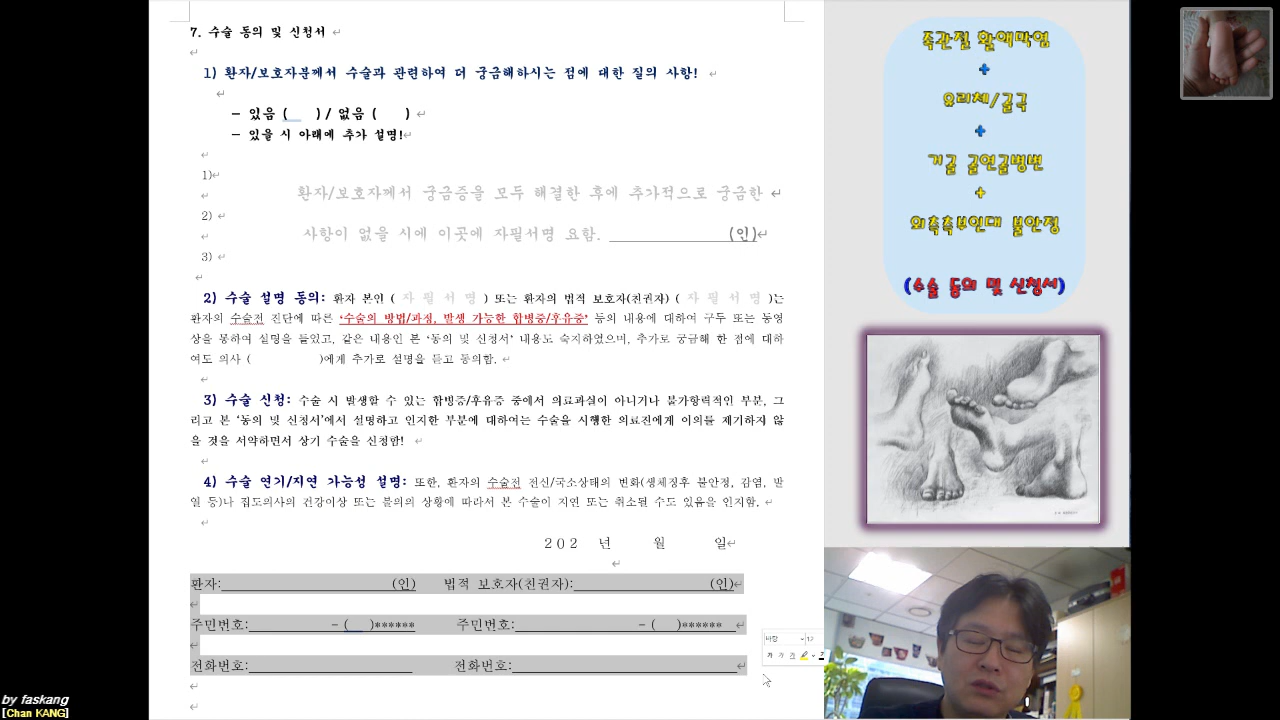 7. 수술 동의 및 신청서
1) 환자/보호자분께서 수술과 관련하여 더 궁금해하시는 점에 대한 질의 사항!
- 있음 (      ) / 없음 (      )
- 있을 시 아래에 추가 설명!
1)
환자/보호자께서 궁금증을 모두 해결한 후에 추가적으로 궁금한
2)
사항이 없을 시에 이곳에 자필서명 요함. ____________(인)
3)
2) 수술 설명 동의: 환자 본인 ( 자 필 서 명 ) 또는 환자의 법적 보호자(친권자) ( 자 필 서 명 )는
환자의 수술전 진단에 따른 '수술의 방법/과정, 발생 가능한 합병증/후유증' 등의 내용에 대하여 구두 또는 동영
상을 통하여 설명을 들었고, 같은 내용인 본 '동의 및 신청서' 내용도 숙지하였으며, 추가로 궁금해 한 점에 대하
여도 의사 (            )에게 추가로 설명을 듣고 동의함.
3) 수술 신청: 수술 시 발생할 수 있는 합병증/후유증 중에서 의료과실이 아니거나 불가항력적인 부분, 그
리고 본 '동의 및 신청서'에서 설명하고 인지한 부분에 대하여는 수술을 시행한 의료진에게 이의를 제기하지 않
을 것을 서약하면서 상기 수술을 신청함!
4) 수술 연기/지연 가능성 설명: 또한, 환자의 수술전 전신/국소상태의 변화(생체징후 불안정, 감염, 발
열 등)나 집도의사의 건강이상 또는 불의의 상황에 따라서 본 수술이 지연 또는 취소될 수도 있음을 인지함.
202   년      월      일
환자:____________(인)   법적 보호자(친권자):____________(인)
주민번호:__________-(   )******   주민번호:__________-(   )******
전화번호:____________   전화번호:____________
바탕 12
가 가 가 가
족관절 활액막염
+
유리체/골극
+
거골 골연골병변
+
외측측부인대 불안정
(수술 동의 및 신청서)
by faskang
[Chan KANG]